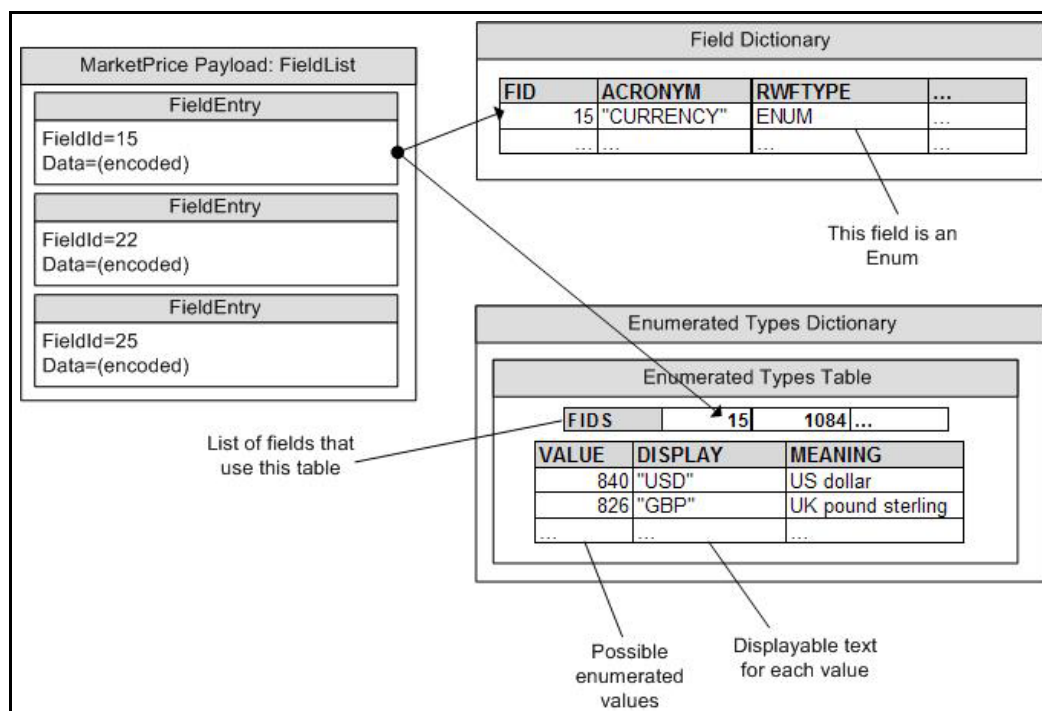 MarketPrice Payload: FieldList
FieldEntry
FieldId=15
Data=(encoded)
FieldEntry
FieldId=22
Data=(encoded)
FieldEntry
FieldId=25
Data=(encoded)
Field Dictionary
FID ACRONYM RWFTYPE ...
15 "CURRENCY" ENUM ...
... ... ... ...
This field is an
Enum
Enumerated Types Dictionary
Enumerated Types Table
FIDS 15 1084 ...
List of fields that
use this table
VALUE DISPLAY MEANING
840 "USD" US dollar
826 "GBP" UK pound sterling
... ... ...
Possible
enumerated
values
Displayable text
for each value